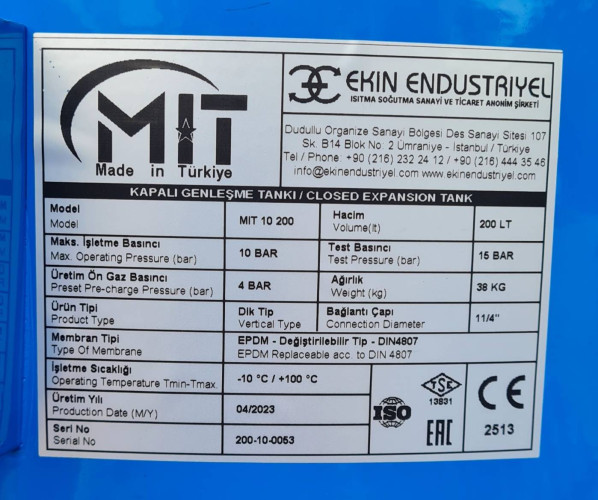 MIT
Made in Türkiye
EKIN ENDUSTRIYEL
ISITMA SOĞUTMA SANAYİ VE TİCARET ANONİM ŞİRKETİ
Dudullu Organize Sanayi Bölgesi Des Sanayi Sitesi 107
Sk. B14 Blok No: 2 Ümraniye - Istanbul / Türkiye
Tel / Phone: +90 (216) 232 24 12 / +90 (216) 444 35 46
info@ekinendustriyel.com www.ekinendustriyel.com
KAPALI GENLEŞME TANKI / CLOSED EXPANSION TANK
Model
Model
MIT 10 200
Hacim
Volume(lt)
200 LT
Maks. İşletme Basıncı
Max. Operating Pressure (bar)
10 BAR
Test Basıncı
Test Pressure (bar)
15 BAR
Üretim Ön Gaz Basıncı
Preset Pre-charge Pressure (bar)
4 BAR
Ağırlık
Weight (kg)
38 KG
Ürün Tipi
Product Type
Dik Tip
Vertical Type
Bağlantı Çapı
Connection Diameter
11/4"
Membran Tipi
Type Of Membrane
EPDM - Değiştirilebilir Tip - DIN4807
EPDM Replaceable acc. to DIN 4807
İşletme Sıcaklığı
Operating Temperature Tmin-Tmax.
-10 °C / +100 °C
Üretim Yılı
Production Date (M/Y)
04/2023
Seri No
Serial No
200-10-0053
ISO
TSE
13831
EAC
CE
2513